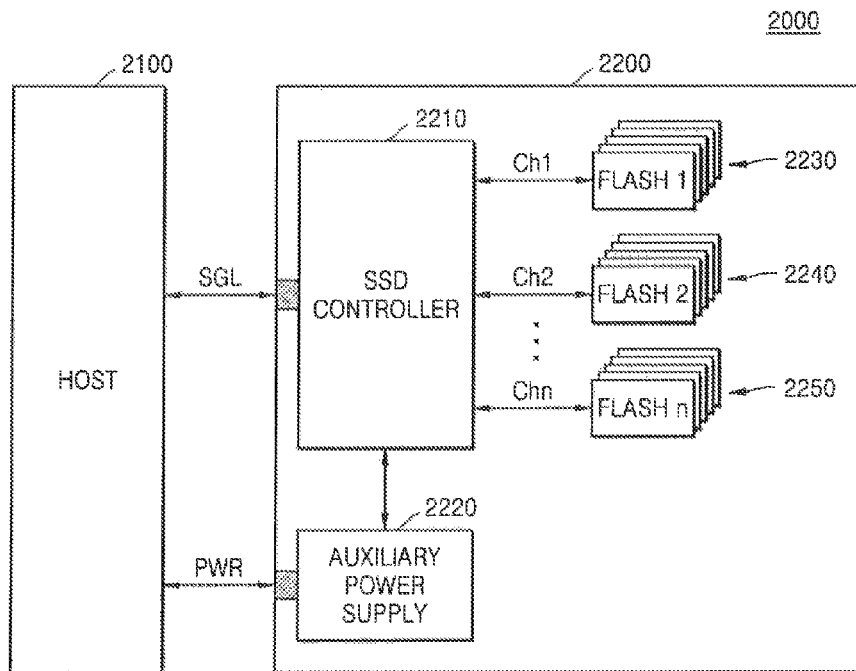 2000
2100
2200
2210
Ch1
FLASH 1
2230
SGL
SSD
CONTROLLER
Ch2
FLASH 2
2240
HOST
Chn
FLASH n
2250
2220
PWR
AUXILIARY
POWER
SUPPLY